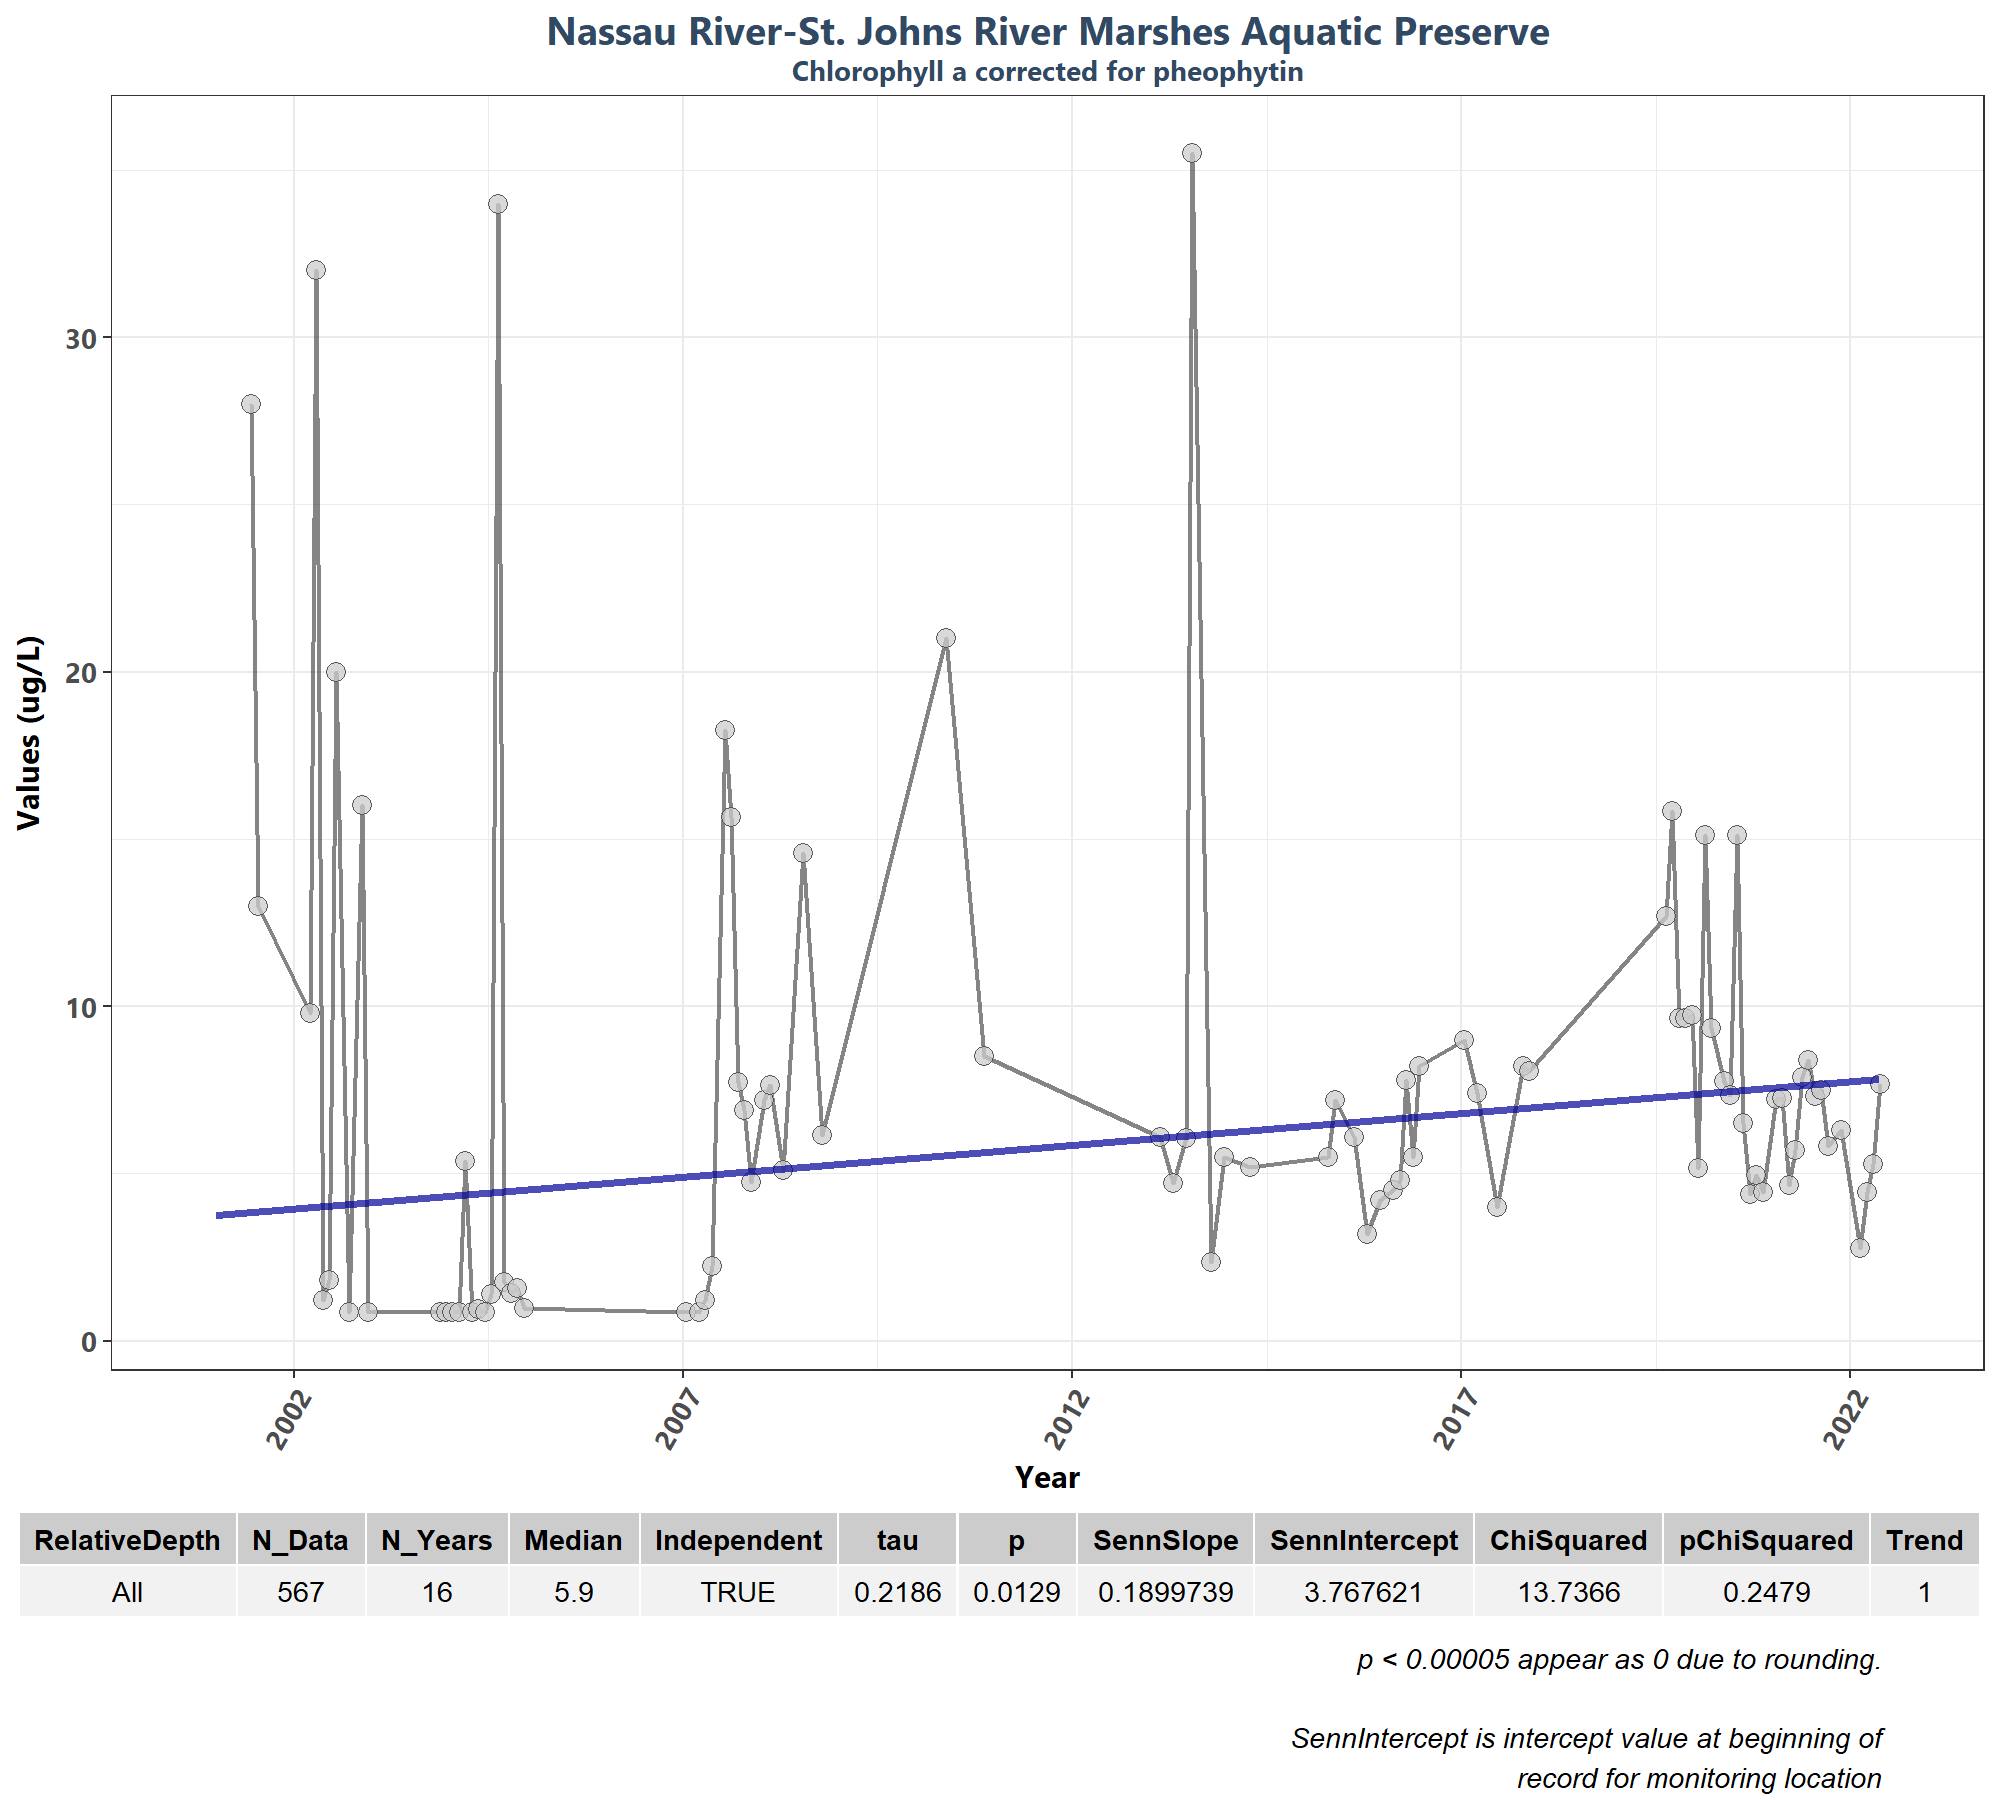 Nassau River-St. Johns River Marshes Aquatic Preserve
Chlorophyll a corrected for pheophytin
Values (ug/L)
30
20
10
0
2002 2007 2012 2017 2022
Year
RelativeDepth N_Data N_Years Median Independent tau p SennSlope SennIntercept ChiSquared pChiSquared Trend
All 567 16 5.9 TRUE 0.2186 0.0129 0.1899739 3.767621 13.7366 0.2479 1
p < 0.00005 appear as 0 due to rounding.
SennIntercept is intercept value at beginning of
record for monitoring location